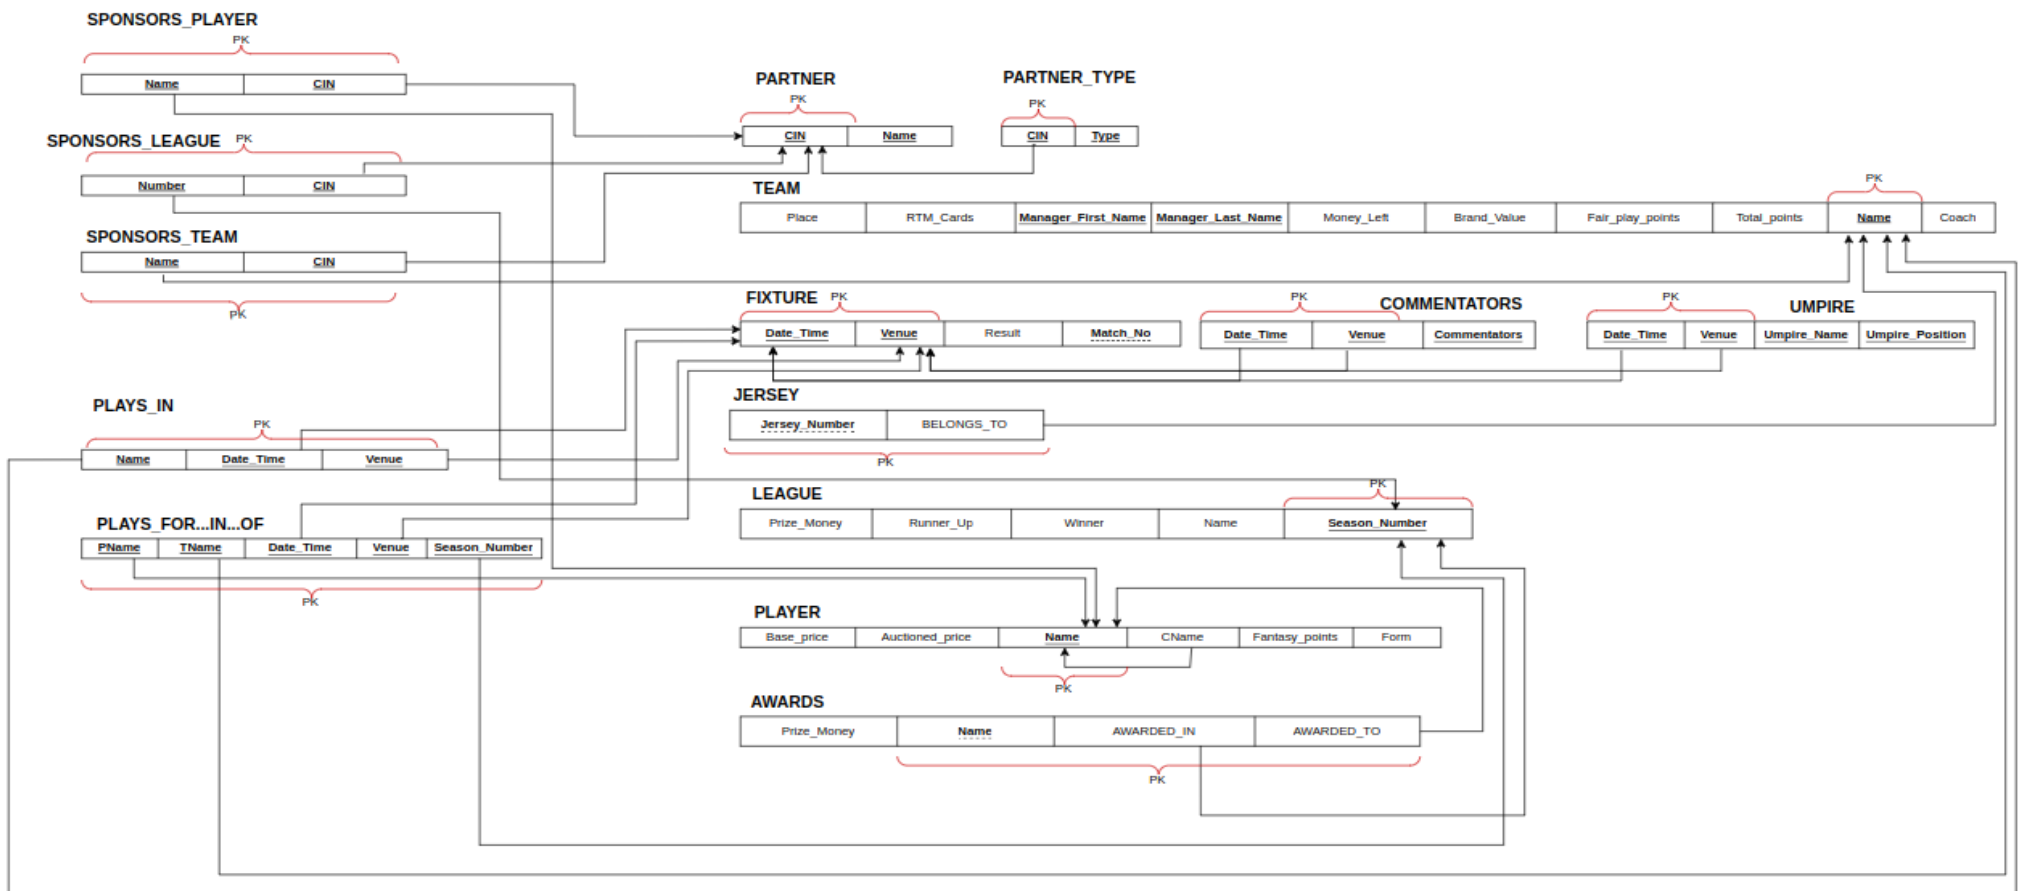 SPONSORS_PLAYER
PK
Name CIN
SPONSORS_LEAGUE PK
Number CIN
SPONSORS_TEAM
Name CIN
PK
PARTNER
PK
CIN Name
PARTNER_TYPE
PK
CIN Type
TEAM
PK
Place RTM_Cards Manager_First_Name Manager_Last_Name Money_Left Brand_Value Fair_play_points Total_points Name Coach
FIXTURE PK
Date_Time Venue Result Match_No
PK COMMENTATORS
Date_Time Venue Commentators
PK UMPIRE
Date_Time Venue Umpire_Name Umpire_Position
JERSEY
Jersey_Number BELONGS_TO
PK
PLAYS_IN
PK
Name Date_Time Venue
PLAYS_FOR...IN...OF
PName TName Date_Time Venue Season_Number
PK
LEAGUE
PK
Prize_Money Runner_Up Winner Name Season_Number
PLAYER
Base_price Auctioned_price Name CName Fantasy_points Form
PK
AWARDS
Prize_Money Name AWARDED_IN AWARDED_TO
PK